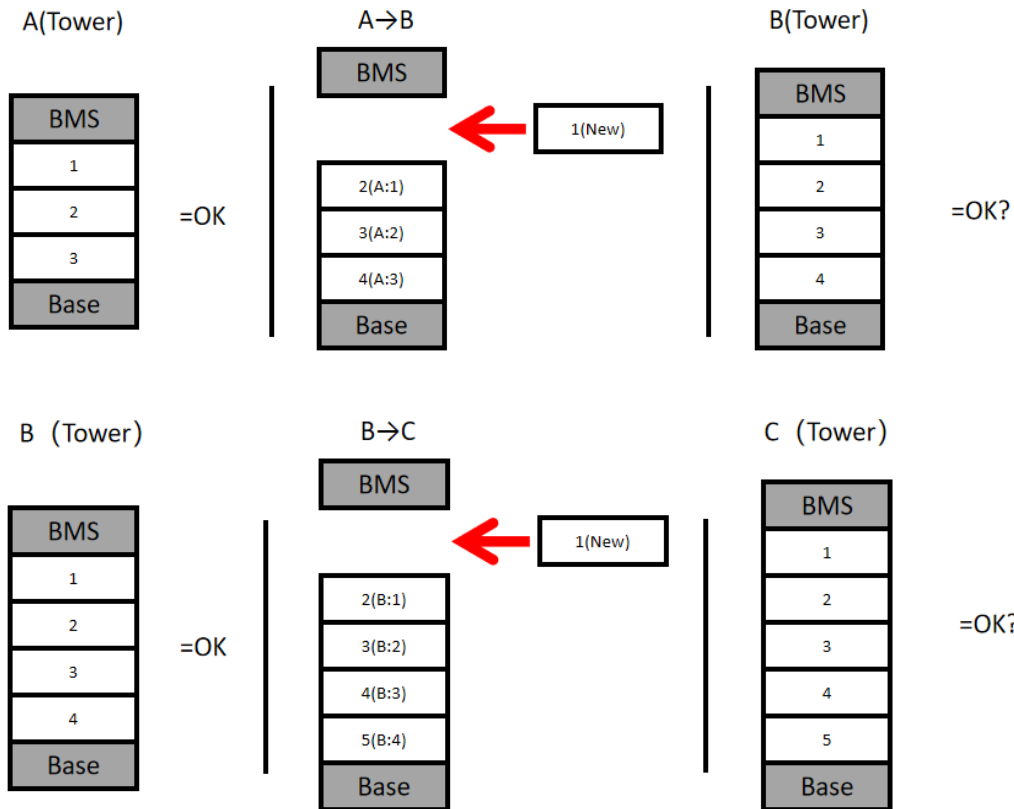 A(Tower)
A→B
B(Tower)
BMS
1
2
3
Base
=OK
BMS
1(New)
2(A:1)
3(A:2)
4(A:3)
Base
BMS
1
2
3
4
Base
=OK?
B（Tower）
B→C
C（Tower）
BMS
1
2
3
4
Base
=OK
BMS
1(New)
2(B:1)
3(B:2)
4(B:3)
5(B:4)
Base
BMS
1
2
3
4
5
Base
=OK?